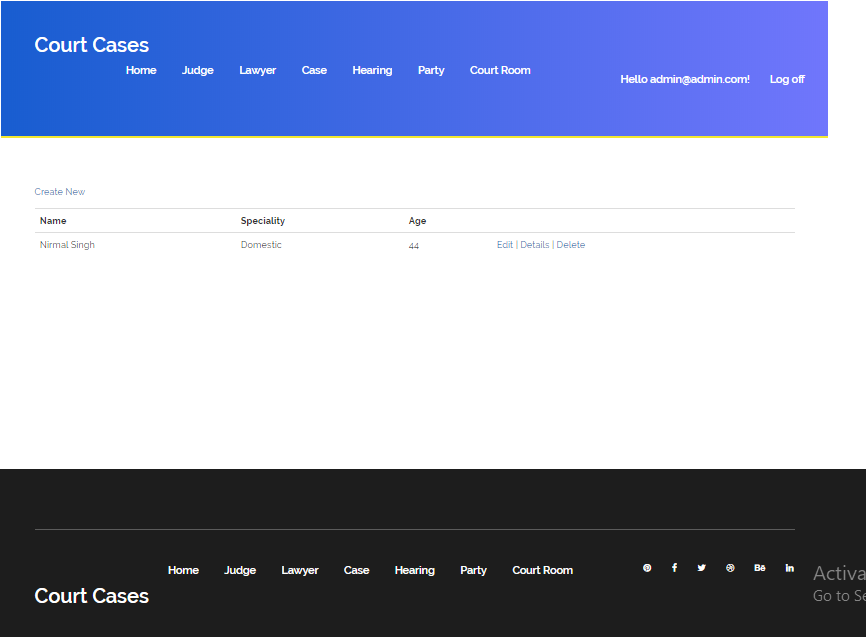 Court Cases
Home Judge Lawyer Case Hearing Party Court Room
Hello admin@admin.com! Log off
Create New
Name Speciality Age
Nirmal Singh Domestic 44 Edit | Details | Delete
Home Judge Lawyer Case Hearing Party Court Room
Bē in
Court Cases
Activa
Go to Se